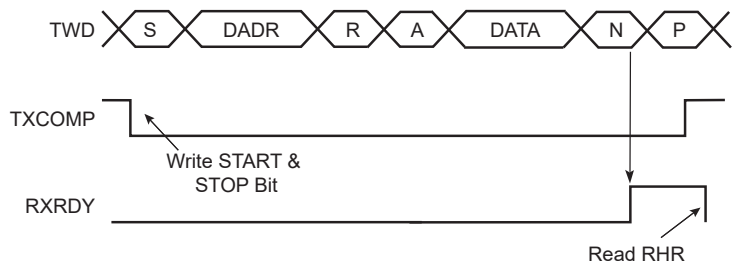 TWD S DADR R A DATA N P
TXCOMP
Write START &
STOP Bit
RXRDY
Read RHR